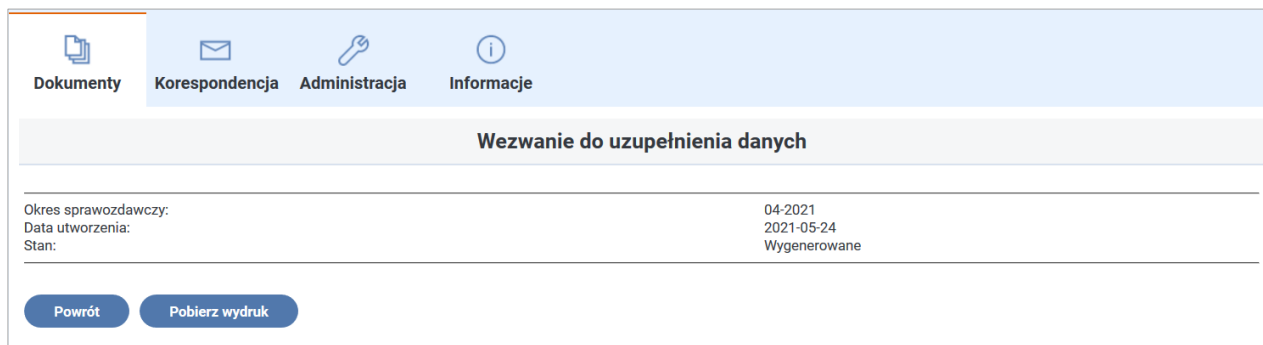 Dokumenty Korespondencja Administracja Informacje
Wezwanie do uzupełnienia danych
Okres sprawozdawczy: 04-2021
Data utworzenia: 2021-05-24
Stan: Wygenerowane
Powrót Pobierz wydruk